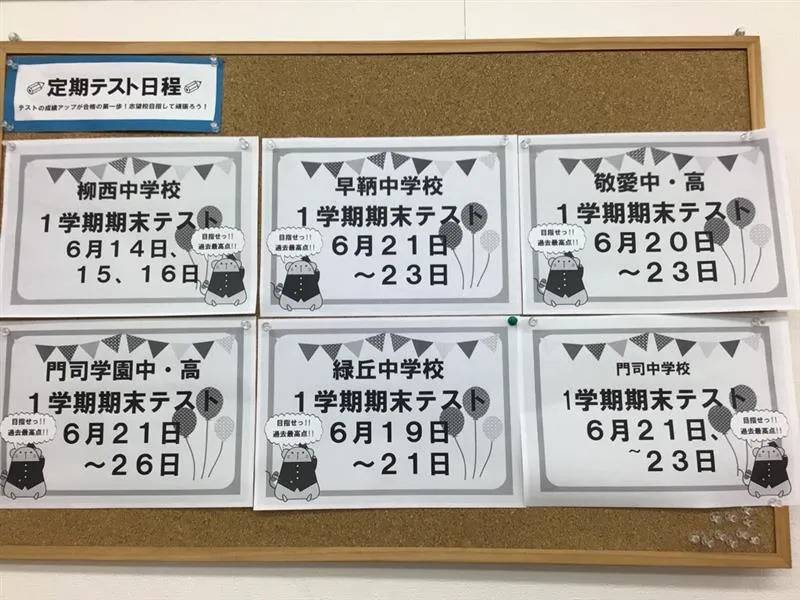 定期テスト日程
テストの成績アップが合格の第一歩！志望校目指して頑張ろう！
柳西中学校
１学期期末テスト
６月１４日、
１５、１６日
目指せっ!!
過去最高点!!
早鞆中学校
１学期期末テスト
６月２１日
～２３日
目指せっ!!
過去最高点!!
敬愛中・高
１学期期末テスト
６月２０日
～２３日
目指せっ!!
過去最高点!!
門司学園中・高
１学期期末テスト
６月２１日
～２６日
目指せっ!!
過去最高点!!
緑丘中学校
１学期期末テスト
６月１９日
～２１日
目指せっ!!
過去最高点!!
門司中学校
1学期期末テスト
６月２１日、
～２３日
目指せっ!!
過去最高点!!